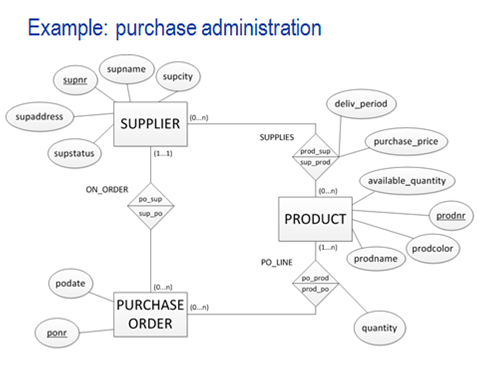 Example: purchase administration
supname
supnr
supcity
supaddress
SUPPLIER
(0...n)
supstatus
(1...1)
SUPPLIES
deliv_period
prod_sup
sup_prod
purchase_price
ON_ORDER
po_sup
sup_po
(0...n)
available_quantity
PRODUCT
prodnr
prodcolor
prodname
(1...n)
PO_LINE
po_prod
prod_po
podate
(0...n)
PURCHASE
ORDER
(0...n)
ponr
quantity